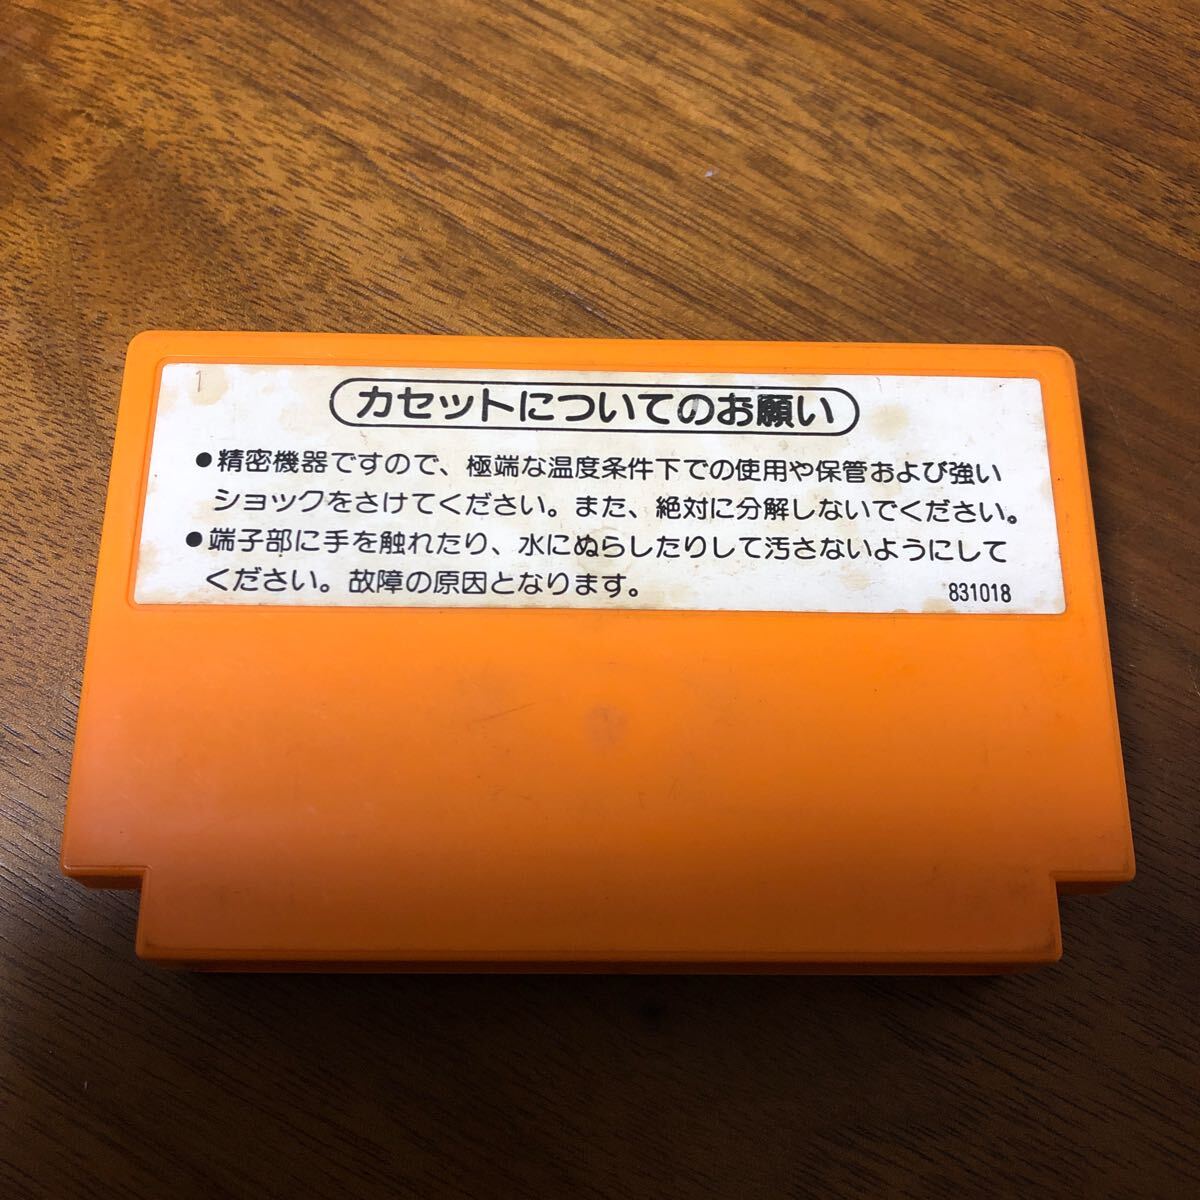 カセットについてのお願い
●精密機器ですので、極端な温度条件下での使用や保管および強い
ショックをさけてください。また、絶対に分解しないでください。
●端子部に手を触れたり、水にぬらしたりして汚さないようにして
ください。故障の原因となります。
831018